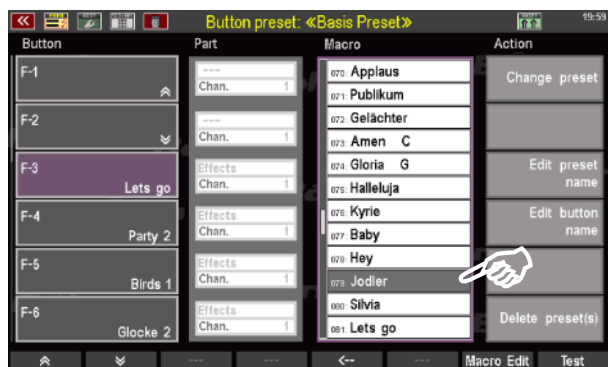 Button preset: «Basis Preset»
19:59
Button
Part
Macro
Action
F-1
F-2
F-3
Lets go
F-4
Party 2
F-5
Birds 1
F-6
Glocke 2
---
Chan. 1
---
Chan. 1
Effects
Chan. 1
Effects
Chan. 1
Effects
Chan. 1
Effects
Chan. 1
070: Applaus
071: Publikum
072: Gelächter
073: Amen C
074: Gloria G
075: Halleluja
076: Kyrie
077: Baby
078: Hey
079: Jodler
080: Silvia
081: Lets go
Change preset
Edit preset
name
Edit button
name
Delete preset(s)
--- --- <-- --- Macro Edit Test